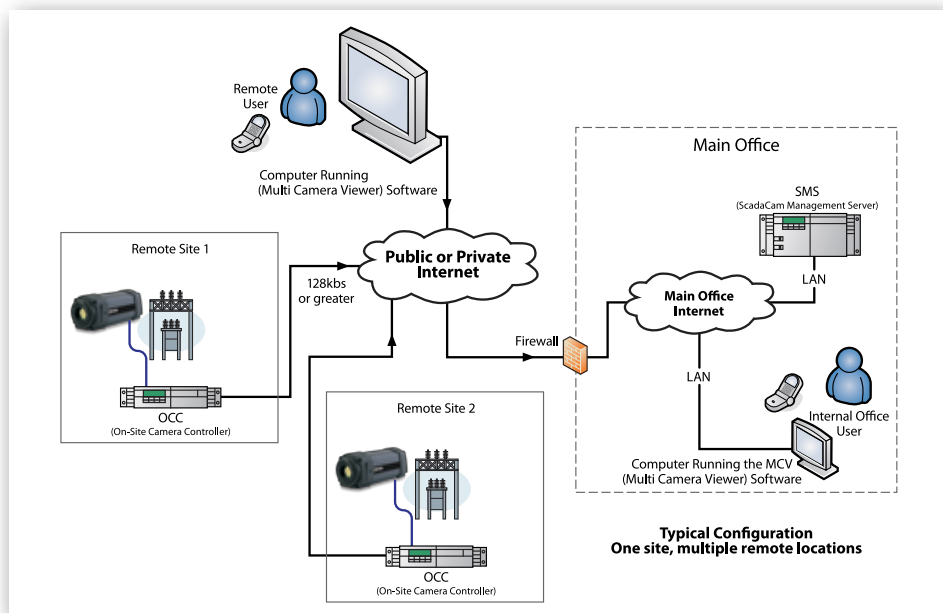 Remote
User
Computer Running
(Multi Camera Viewer) Software
Main Office
SMS
(ScadaCam Management Server)
LAN
Remote Site 1
128kbs
or greater
Public or Private
Internet
Main Office
Internet
Firewall
LAN
OCC
(On-Site Camera Controller)
Remote Site 2
Internal Office
User
Computer Running the MCV
(Multi Camera Viewer) Software
OCC
(On-Site Camera Controller)
Typical Configuration
One site, multiple remote locations